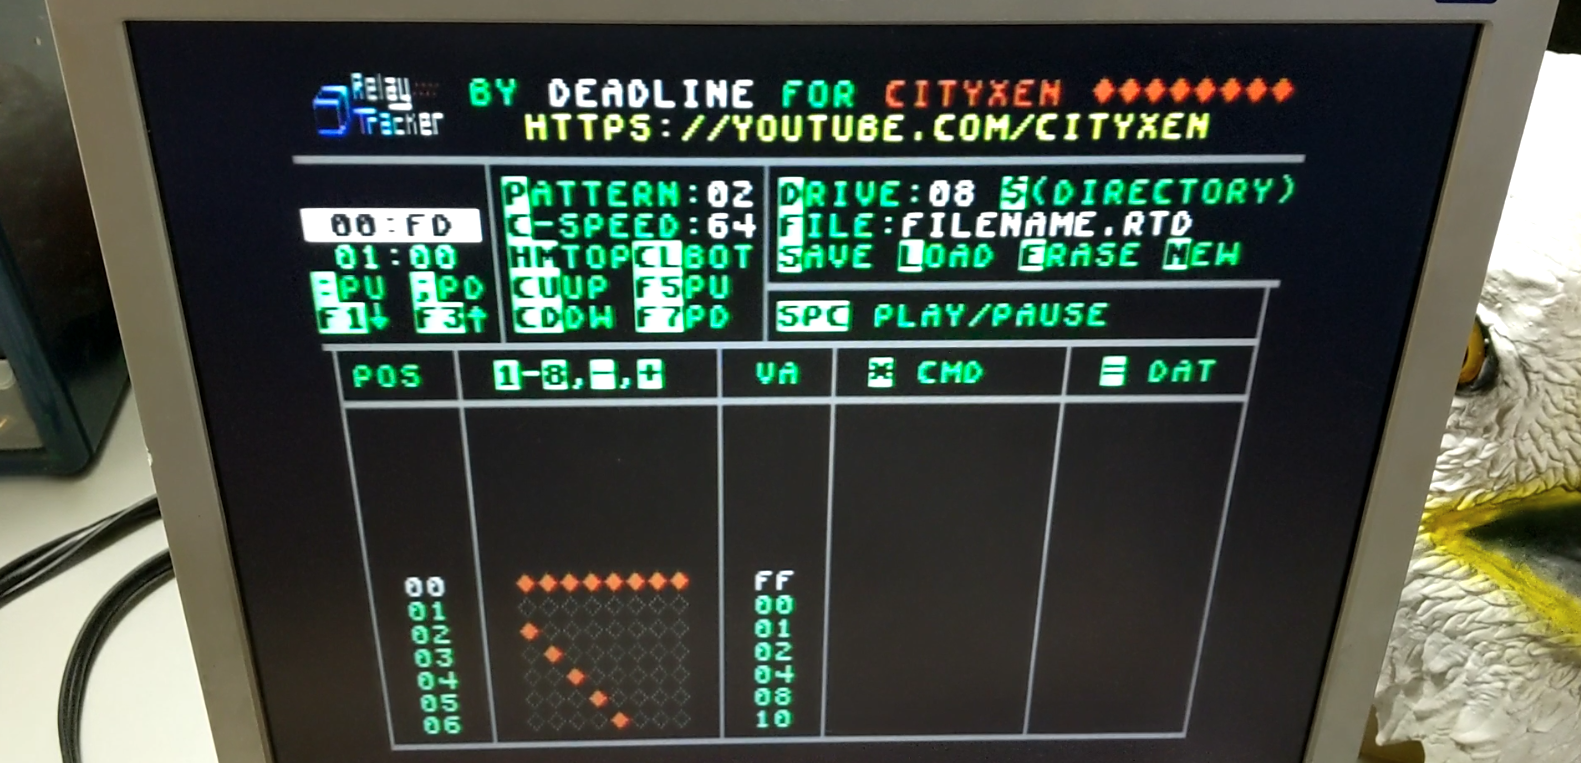 Relay
Tracker
BY DEADLINE FOR CITYXEN
HTTPS://YOUTUBE.COM/CITYXEN
00:FD
01:00
PU PD
F1↓ F3↑
PATTERN:02
C-SPEED:64
HMTOPCLBOT
CUUP F5PU
CDDW F7PD
DRIVE:08 $(DIRECTORY)
FILE:FILENAME.RTD
SAVE LOAD ERASE NEW
SPC PLAY/PAUSE
POS 1-8,-,+ VA * CMD = DAT
00 FF
01 00
02 01
03 02
04 04
05 08
06 10